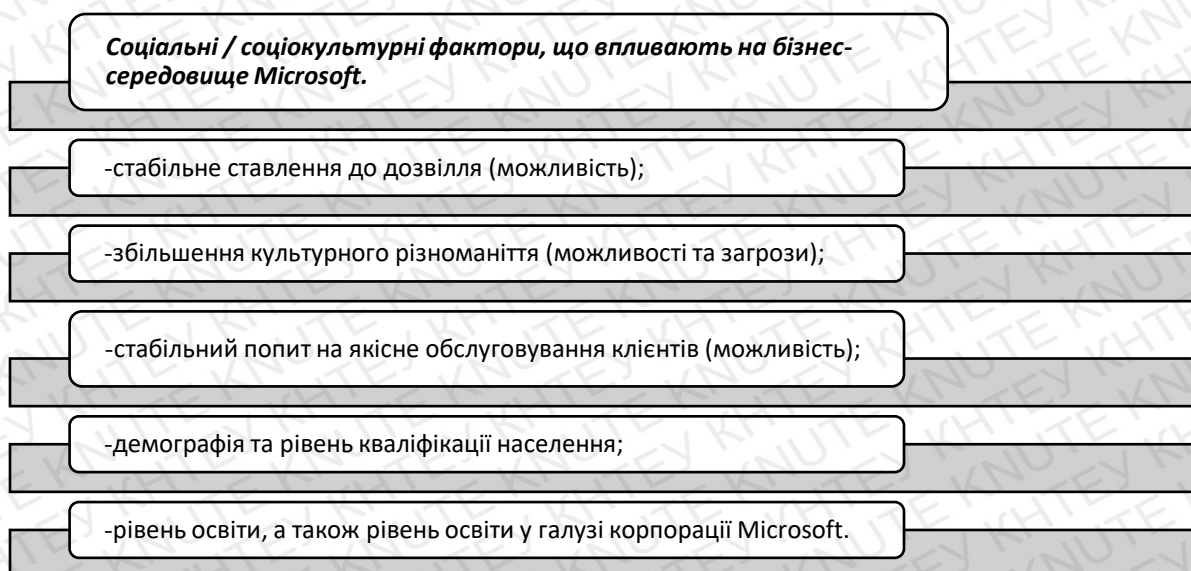 Соціальні / соціокультурні фактори, що впливають на бізнес-
середовище Microsoft.
-стабільне ставлення до дозвілля (можливість);
-збільшення культурного різноманіття (можливості та загрози);
-стабільний попит на якісне обслуговування клієнтів (можливість);
-демографія та рівень кваліфікації населення;
-рівень освіти, а також рівень освіти у галузі корпорації Microsoft.